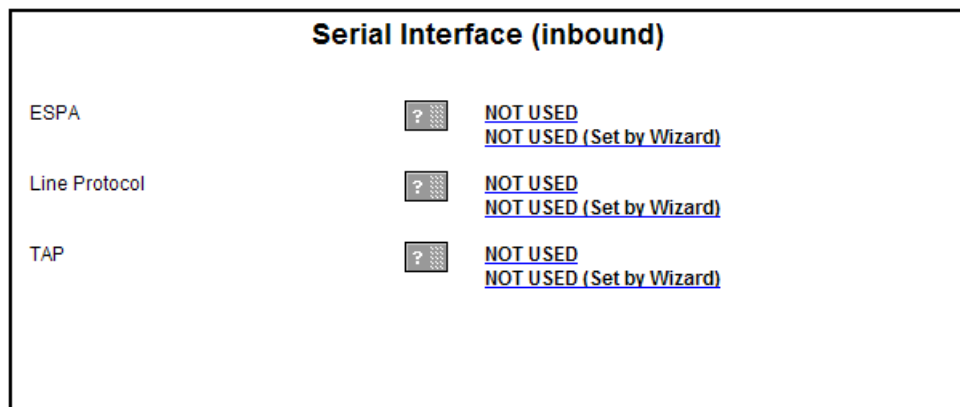 Serial Interface (inbound)
ESPA ? NOT USED
NOT USED (Set by Wizard)
Line Protocol ? NOT USED
NOT USED (Set by Wizard)
TAP ? NOT USED
NOT USED (Set by Wizard)